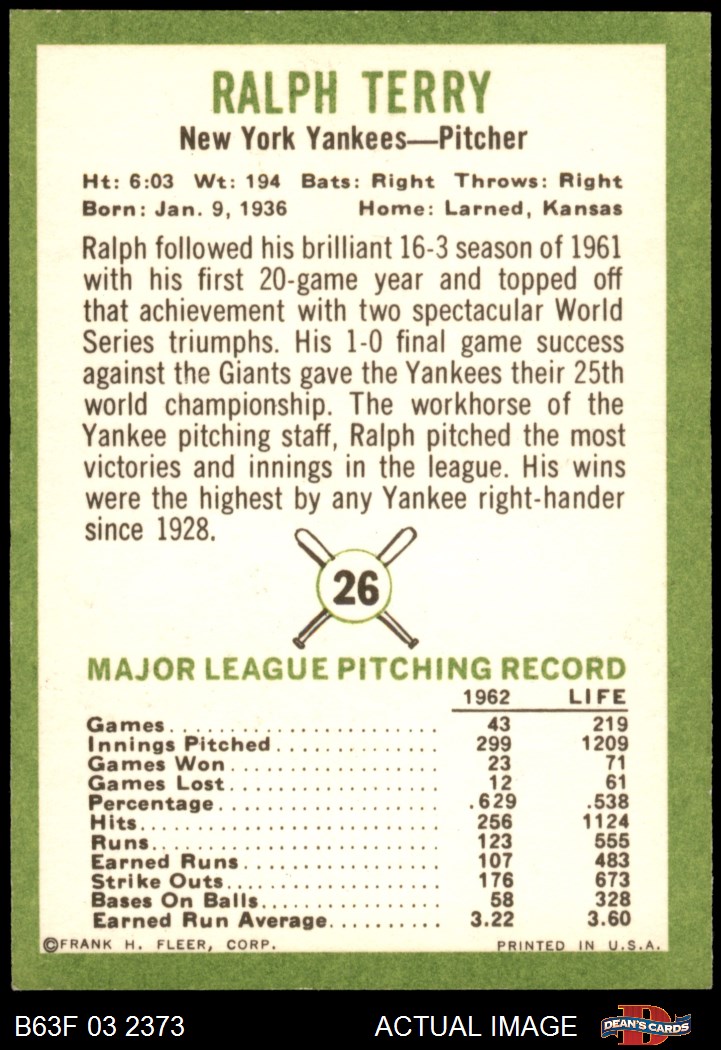 RALPH TERRY
New York Yankees—Pitcher
Ht: 6:03 Wt: 194 Bats: Right Throws: Right
Born: Jan. 9, 1936 Home: Larned, Kansas
Ralph followed his brilliant 16-3 season of 1961
with his first 20-game year and topped off
that achievement with two spectacular World
Series triumphs. His 1-0 final game success
against the Giants gave the Yankees their 25th
world championship. The workhorse of the
Yankee pitching staff, Ralph pitched the most
victories and innings in the league. His wins
were the highest by any Yankee right-hander
since 1928.
26
MAJOR LEAGUE PITCHING RECORD
1962 LIFE
Games 43 219
Innings Pitched 299 1209
Games Won 23 71
Games Lost 12 61
Percentage .629 .538
Hits 256 1124
Runs 123 555
Earned Runs 107 483
Strike Outs 176 673
Bases On Balls 58 328
Earned Run Average 3.22 3.60
©FRANK H. FLEER, CORP. PRINTED IN U.S.A.
B63F 03 2373 ACTUAL IMAGE D DEAN'S CARDS